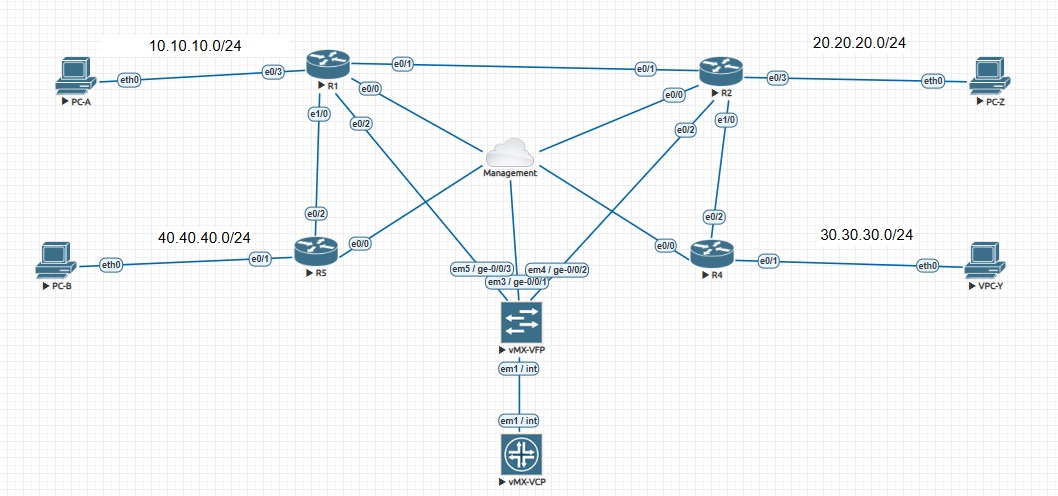 10.10.10.0/24
20.20.20.0/24
eth0
PC-A
e0/3
R1
e0/1
e0/0
e0/2
e1/0
e0/1
R2
e0/0
e0/2
e1/0
e0/3
eth0
PC-Z
Management
40.40.40.0/24
30.30.30.0/24
eth0
PC-B
e0/1
e0/2
R5
e0/0
e0/0
e0/2
R4
e0/1
eth0
VPC-Y
em5 / ge-0/0/3
em4 / ge-0/0/2
em3 / ge-0/0/1
vMX-VFP
em1 / int
em1 / int
vMX-VCP